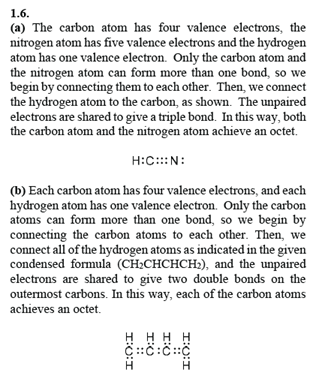 1.6.
(a) The carbon atom has four valence electrons, the
nitrogen atom has five valence electrons and the hydrogen
atom has one valence electron. Only the carbon atom and
the nitrogen atom can form more than one bond, so we
begin by connecting them to each other. Then, we connect
the hydrogen atom to the carbon, as shown. The unpaired
electrons are shared to give a triple bond. In this way, both
the carbon atom and the nitrogen atom achieve an octet.
H:C:::N:
(b) Each carbon atom has four valence electrons, and each
hydrogen atom has one valence electron. Only the carbon
atoms can form more than one bond, so we begin by
connecting the carbon atoms to each other. Then, we
connect all of the hydrogen atoms as indicated in the given
condensed formula (CH₂CHCHCH₂), and the unpaired
electrons are shared to give two double bonds on the
outermost carbons. In this way, each of the carbon atoms
achieves an octet.
H H H H
C::C:C::C
H H